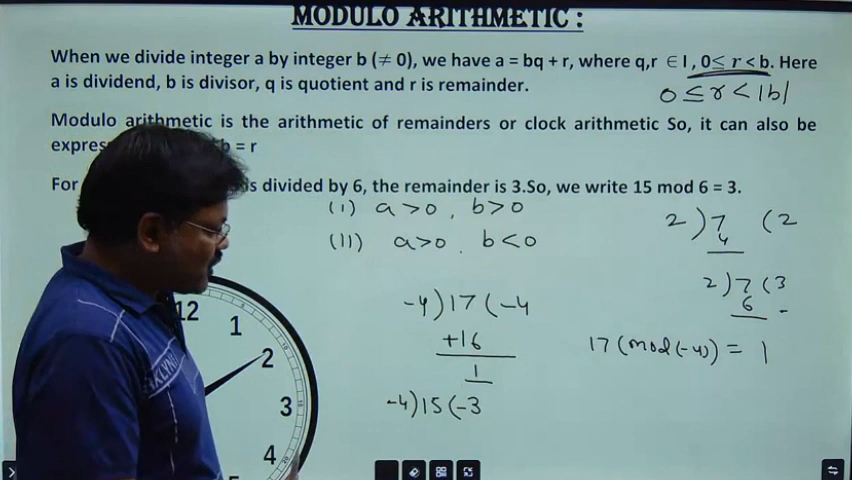 MODULO ARITHMETIC :
When we divide integer a by integer b (≠ 0), we have a = bq + r, where q,r ∈ I , 0≤ r < b. Here
a is dividend, b is divisor, q is quotient and r is remainder.
0 ≤ r < |b|
Modulo arithmetic is the arithmetic of remainders or clock arithmetic So, it can also be
expres b = r
For s divided by 6, the remainder is 3.So, we write 15 mod 6 = 3.
(I) a >0 , b>0
(II) a>0 , b<0
2)7 (2
4
2)7(3
6
-4)17(-4
+16
1
17(mod(-4)) = 1
-4)15(-3
12
1
2
3
4